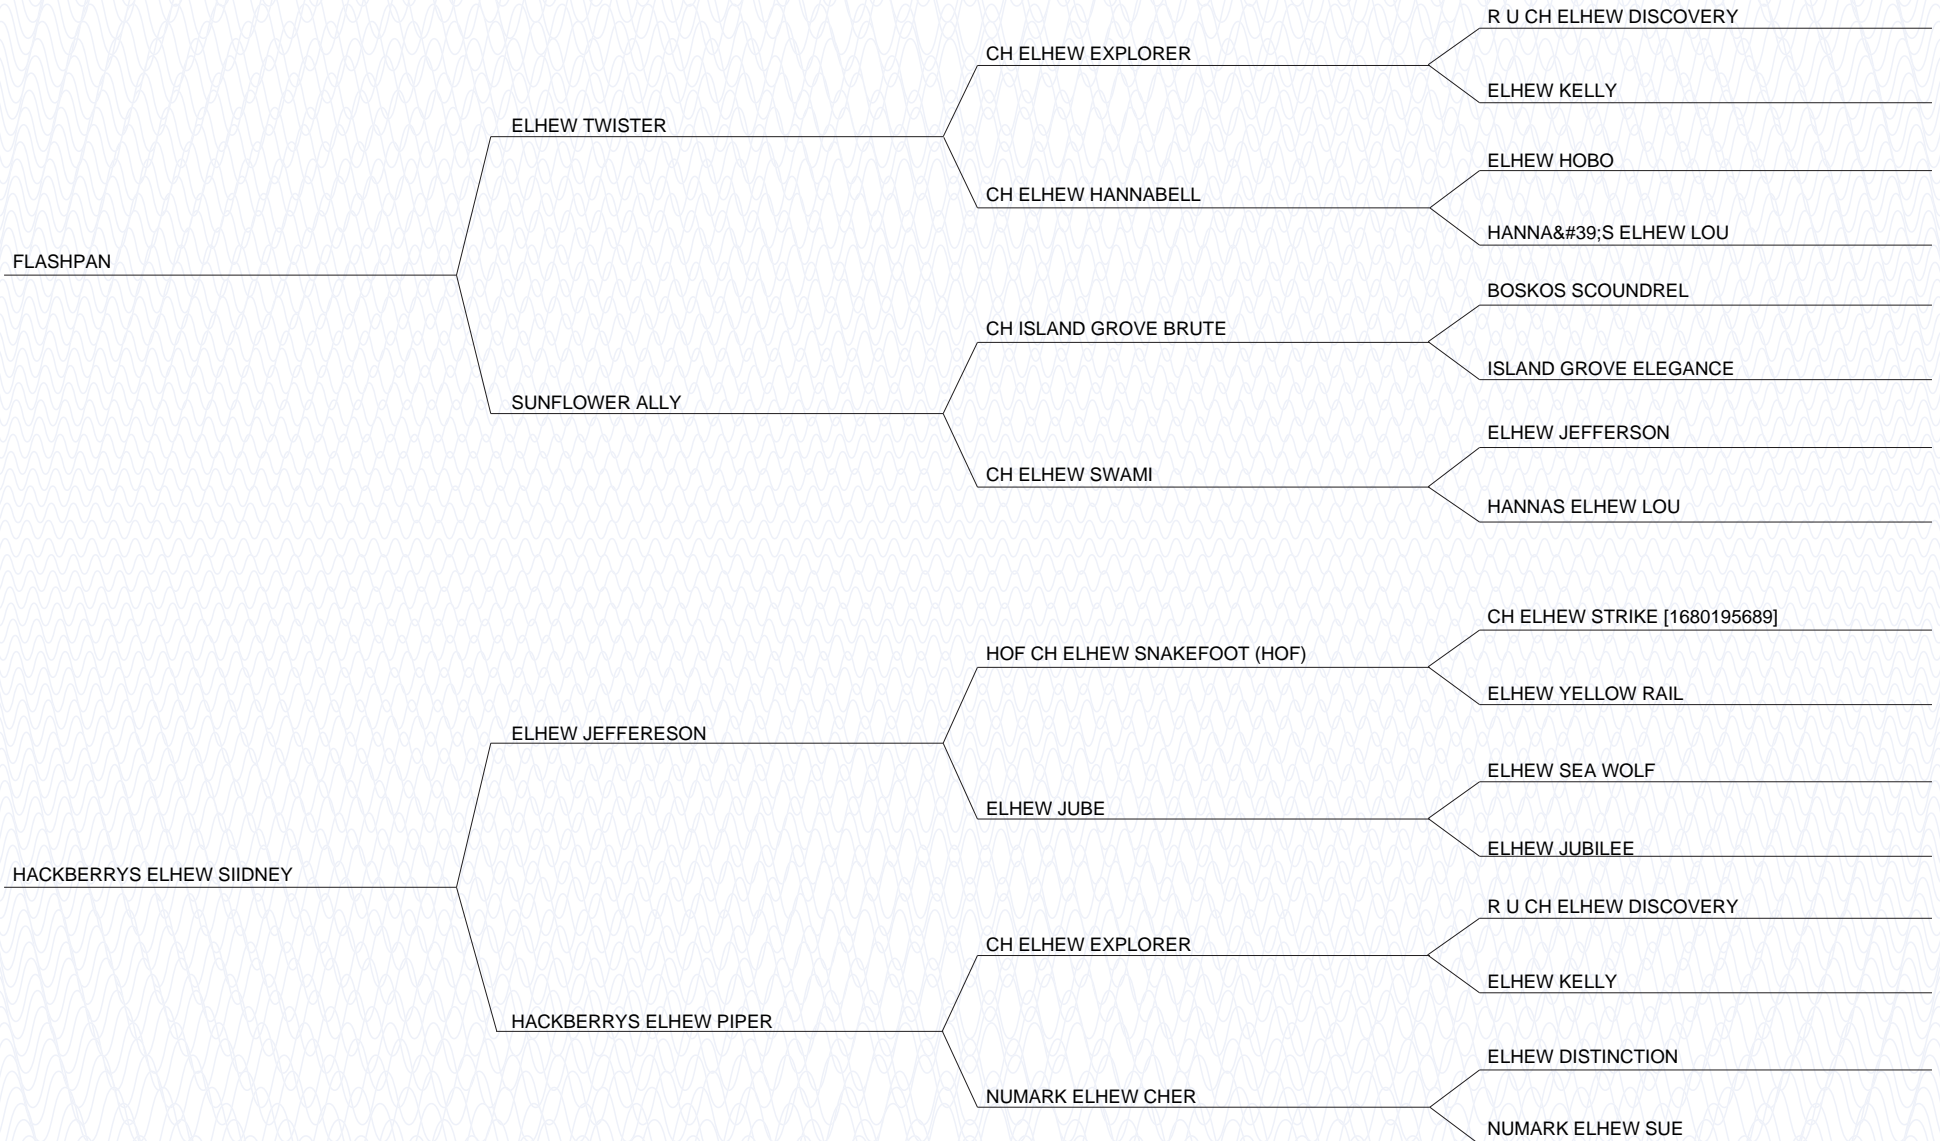 R U CH ELHEW DISCOVERY
CH ELHEW EXPLORER
ELHEW KELLY
ELHEW TWISTER
ELHEW HOBO
CH ELHEW HANNABELL
HANNA&#39;S ELHEW LOU
FLASHPAN
BOSKOS SCOUNDREL
CH ISLAND GROVE BRUTE
ISLAND GROVE ELEGANCE
SUNFLOWER ALLY
ELHEW JEFFERSON
CH ELHEW SWAMI
HANNAS ELHEW LOU
CH ELHEW STRIKE [1680195689]
HOF CH ELHEW SNAKEFOOT (HOF)
ELHEW YELLOW RAIL
ELHEW JEFFERESON
ELHEW SEA WOLF
ELHEW JUBE
ELHEW JUBILEE
HACKBERRYS ELHEW SIIDNEY
R U CH ELHEW DISCOVERY
CH ELHEW EXPLORER
ELHEW KELLY
HACKBERRYS ELHEW PIPER
ELHEW DISTINCTION
NUMARK ELHEW CHER
NUMARK ELHEW SUE